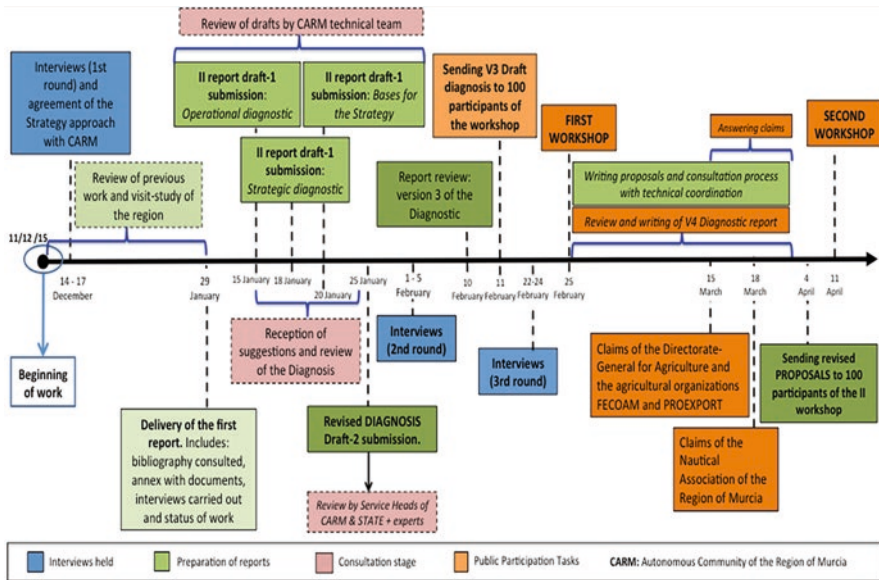 Review of drafts by CARM technical team
Interviews (1st
round) and
agreement of the
Strategy approach
with CARM
II report draft-1
submission:
Operational diagnostic
II report draft-1
submission: Bases for
the Strategy
Sending V3 Draft
diagnosis to 100
participants of
the workshop
FIRST
WORKSHOP
Answering claims
SECOND
WORKSHOP
Review of previous
work and visit-study
of the region
II report draft-1
submission:
Strategic diagnostic
Report review:
version 3 of the
Diagnostic
Writing proposals and consultation process
with technical coordination
Review and writing of V4 Diagnostic report
11/12 /15
14 - 17
December
29
January
15 January
18 January
20 January
25 January
1 - 5
February
10
February
11
February
22-24
February
25
February
15
March
18
March
4
April
11
April
Beginning
of work
Reception of
suggestions and review
of the Diagnosis
Interviews
(2nd round)
Interviews
(3rd round)
Claims of the Directorate-
General for Agriculture and
the agricultural organizations
FECOAM and PROEXPORT
Sending revised
PROPOSALS to 100
participants of the II
workshop
Delivery of the first
report. Includes:
bibliography consulted,
annex with documents,
interviews carried out
and status of work
Revised DIAGNOSIS
Draft-2 submission.
Claims of the
Nautical
Association of the
Region of Murcia
Review by Service Heads of
CARM & STATE + experts
Interviews held
Preparation of reports
Consultation stage
Public Participation Tasks
CARM: Autonomous Community of the Region of Murcia